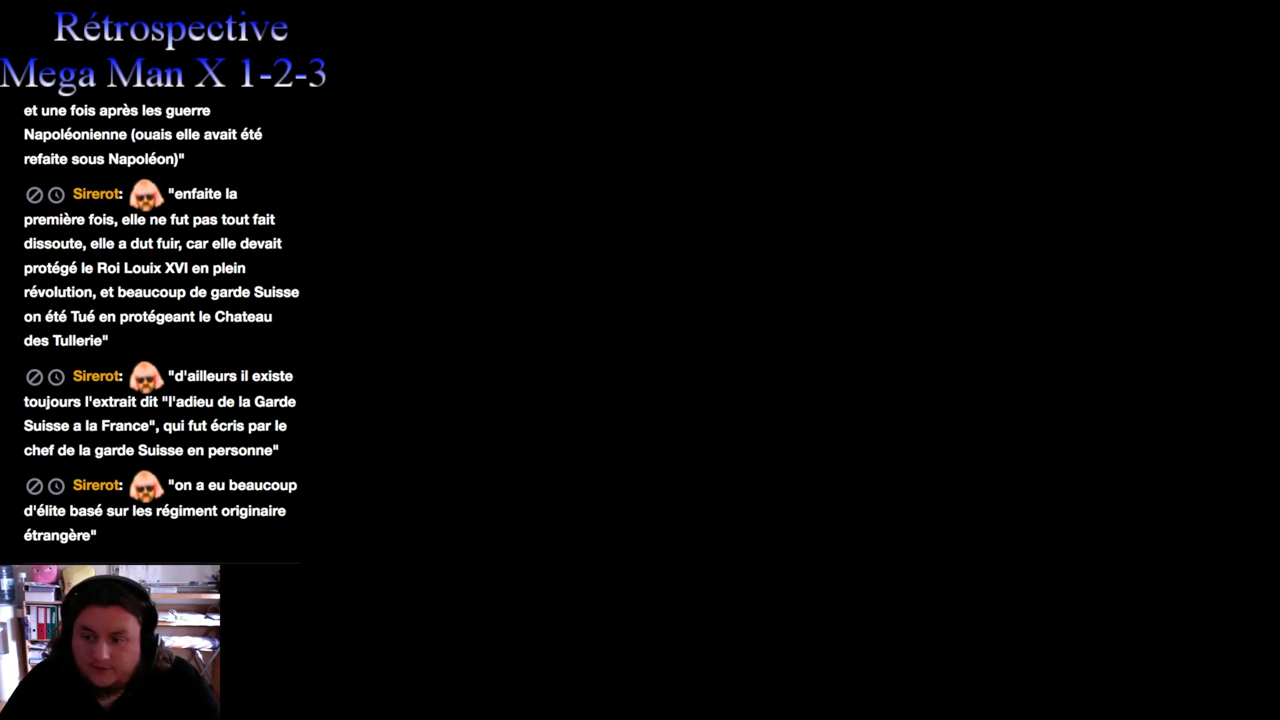 Rétrospective
Mega Man X 1-2-3
et une fois après les guerre
Napoléonienne (ouais elle avait été
refaite sous Napoléon)"
Sirerot: "enfaite la
première fois, elle ne fut pas tout fait
dissoute, elle a dut fuir, car elle devait
protégé le Roi Louix XVI en plein
révolution, et beaucoup de garde Suisse
on été Tué en protégeant le Chateau
des Tullerie"
Sirerot: "d'ailleurs il existe
toujours l'extrait dit "l'adieu de la Garde
Suisse a la France", qui fut écris par le
chef de la garde Suisse en personne"
Sirerot: "on a eu beaucoup
d'élite basé sur les régiment originaire
étrangère"